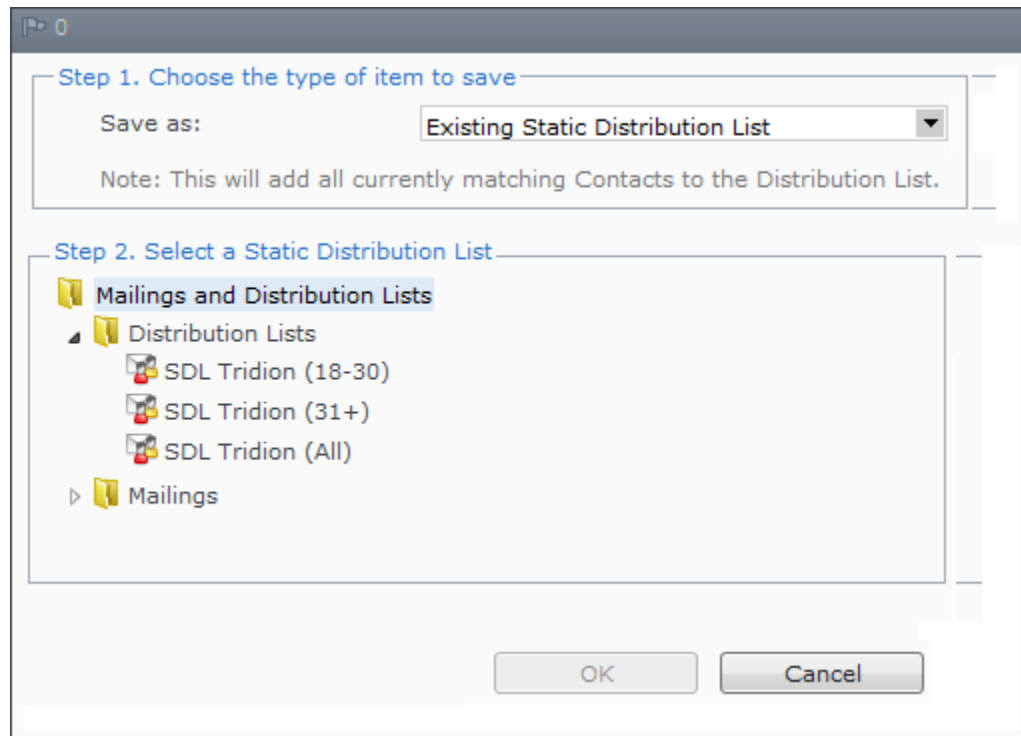 0
Step 1. Choose the type of item to save
Save as: Existing Static Distribution List
Note: This will add all currently matching Contacts to the Distribution List.
Step 2. Select a Static Distribution List
Mailings and Distribution Lists
Distribution Lists
SDL Tridion (18-30)
SDL Tridion (31+)
SDL Tridion (All)
Mailings
OK Cancel